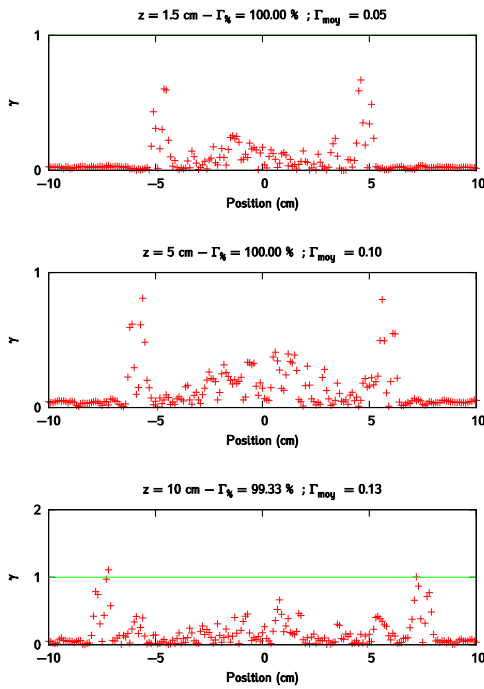 z = 1.5 cm − Γ% = 100.00 % ; Γmoy = 0.05
1
γ
0
−10 −5 0 5 10
Position (cm)
z = 5 cm − Γ% = 100.00 % ; Γmoy = 0.10
1
γ
0
−10 −5 0 5 10
Position (cm)
z = 10 cm − Γ% = 99.33 % ; Γmoy = 0.13
2
1
γ
0
−10 −5 0 5 10
Position (cm)